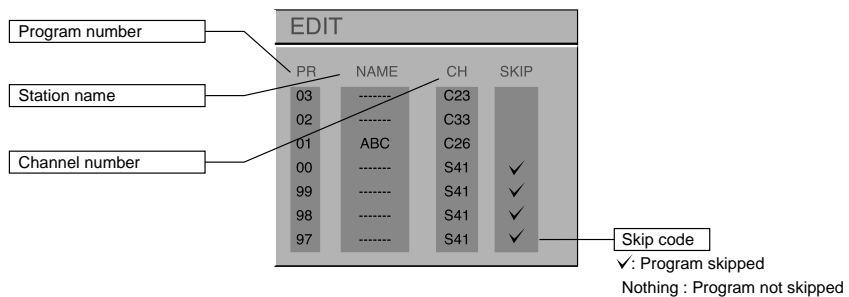 Program number
Station name
Channel number
EDIT
PR NAME CH SKIP
03 ------- C23
02 ------- C33
01 ABC C26
00 ------- S41 ✓
99 ------- S41 ✓
98 ------- S41 ✓
97 ------- S41 ✓
Skip code
✓: Program skipped
Nothing : Program not skipped